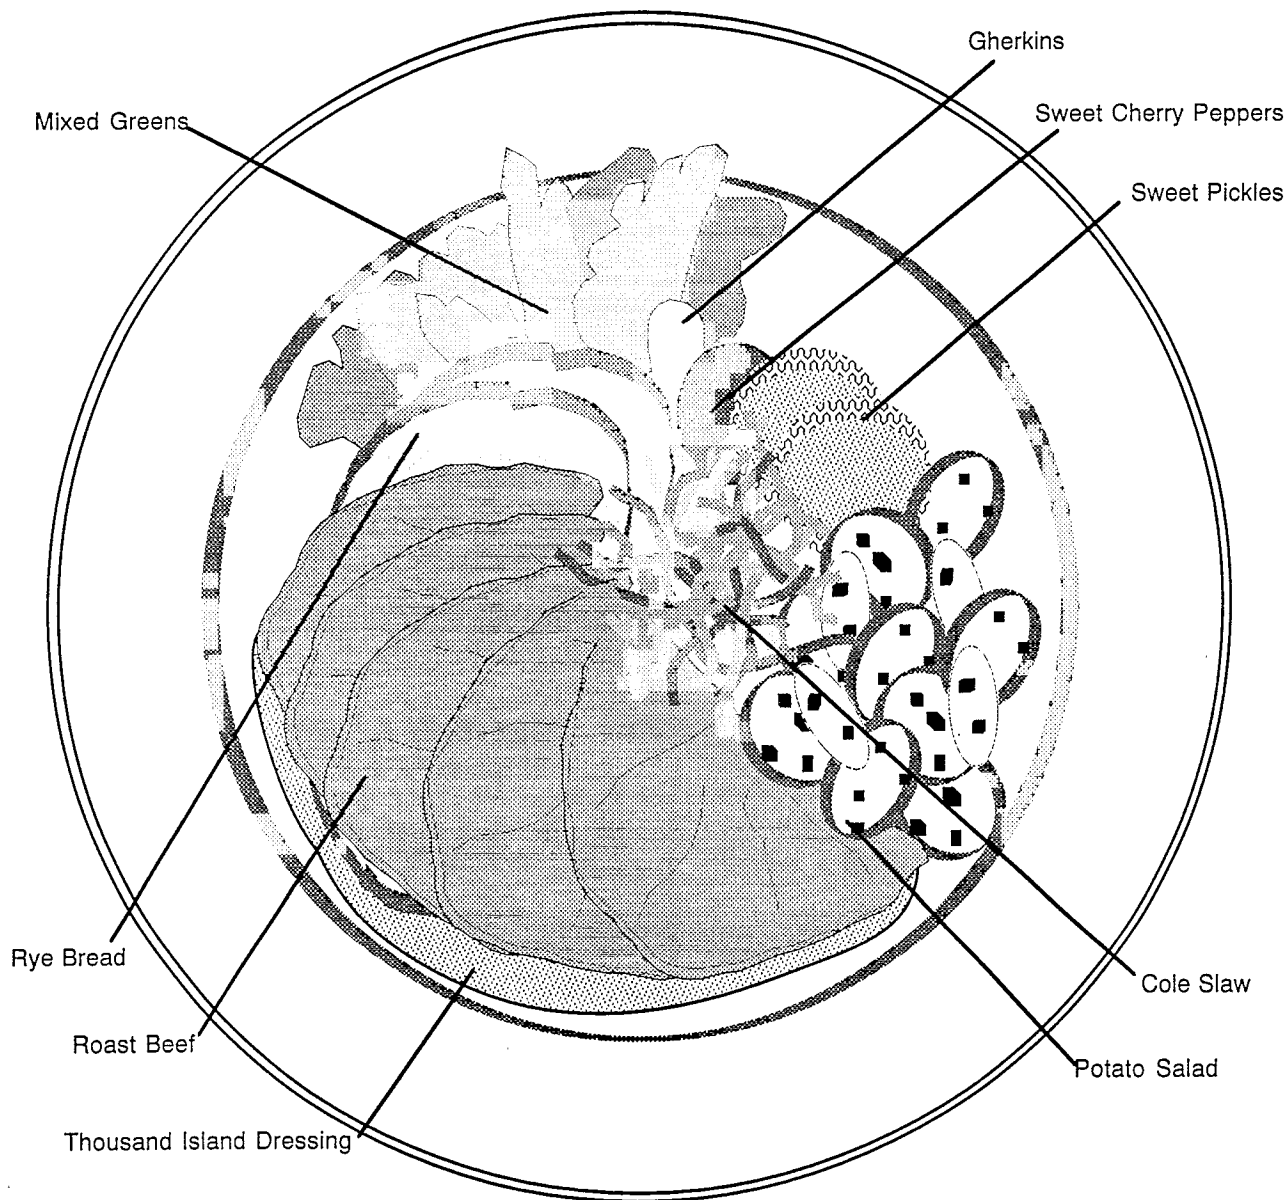 Gherkins
Mixed Greens
Sweet Cherry Peppers
Sweet Pickles
Rye Bread
Cole Slaw
Roast Beef
Potato Salad
Thousand Island Dressing